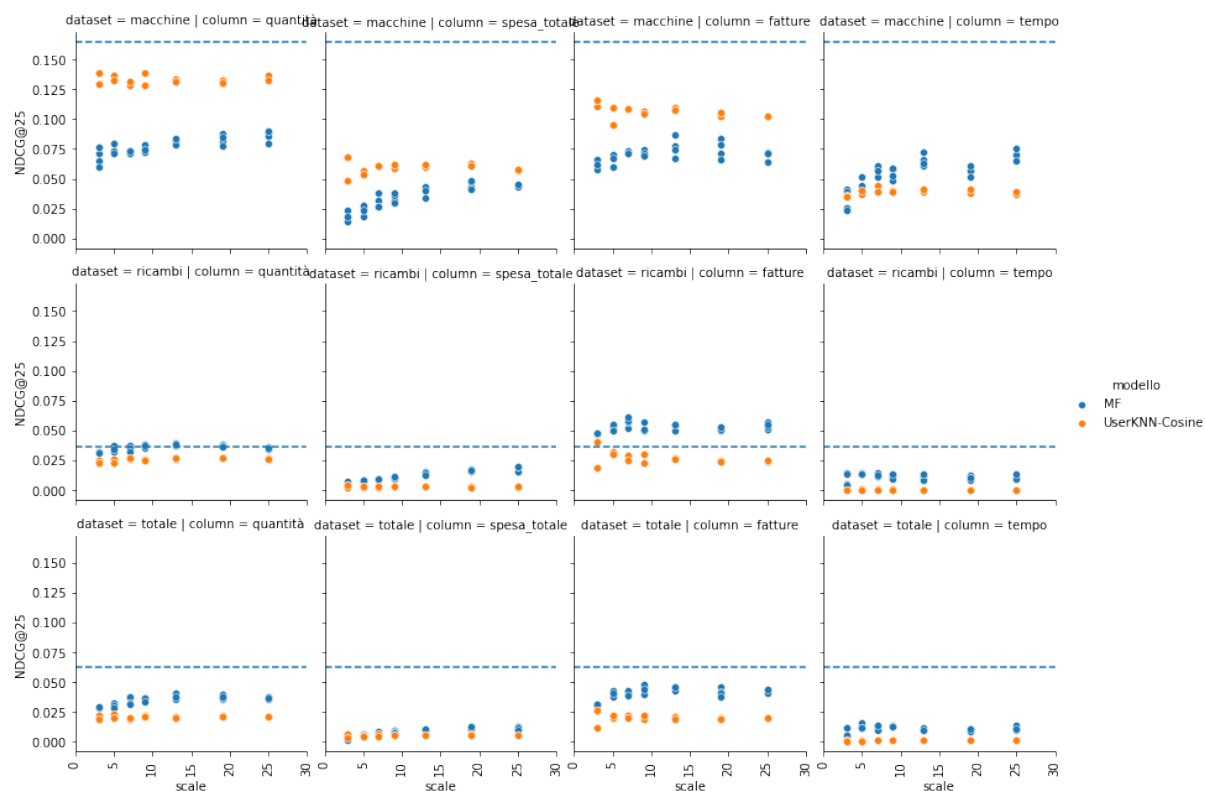 dataset = macchine | column = quantità
dataset = macchine | column = spesa_totale
dataset = macchine | column = fatture
dataset = macchine | column = tempo
NDCG@25
0.150
0.125
0.100
0.075
0.050
0.025
0.000
dataset = ricambi | column = quantità
dataset = ricambi | column = spesa_totale
dataset = ricambi | column = fatture
dataset = ricambi | column = tempo
NDCG@25
0.150
0.125
0.100
0.075
0.050
0.025
0.000
modello
MF
UserKNN-Cosine
dataset = totale | column = quantità
dataset = totale | column = spesa_totale
dataset = totale | column = fatture
dataset = totale | column = tempo
NDCG@25
0.150
0.125
0.100
0.075
0.050
0.025
0.000
0 5 10 15 20 25 30
0 5 10 15 20 25 30
0 5 10 15 20 25 30
0 5 10 15 20 25 30
scale
scale
scale
scale